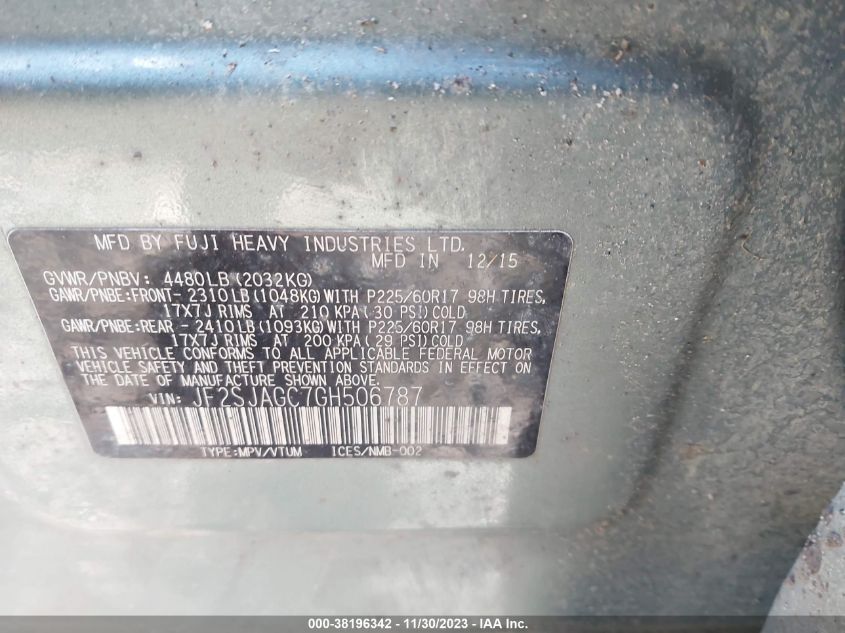 MFD BY FUJI HEAVY INDUSTRIES LTD.
MFD IN 12/15
GVWR/PNBV: 4480LB(2032KG)
GAWR/PNBE:FRONT- 2310LB(1048KG)WITH P225/60R17 98H TIRES,
17X7J RIMS AT 210 KPA(30 PSI)COLD
GAWR/PNBE:REAR - 2410LB(1093KG)WITH P225/60R17 98H TIRES,
17X7J RIMS AT 200 KPA(29 PSI)COLD
THIS VEHICLE CONFORMS TO ALL APPLICABLE FEDERAL MOTOR
VEHICLE SAFETY AND THEFT PREVENTION STANDARDS IN EFFECT ON
THE DATE OF MANUFACTURE SHOWN ABOVE.
VIN: JF2SJAGC7GH506787
TYPE:MPV/VTUM ICES/NMB-002
000-38196342 - 11/30/2023 - IAA Inc.